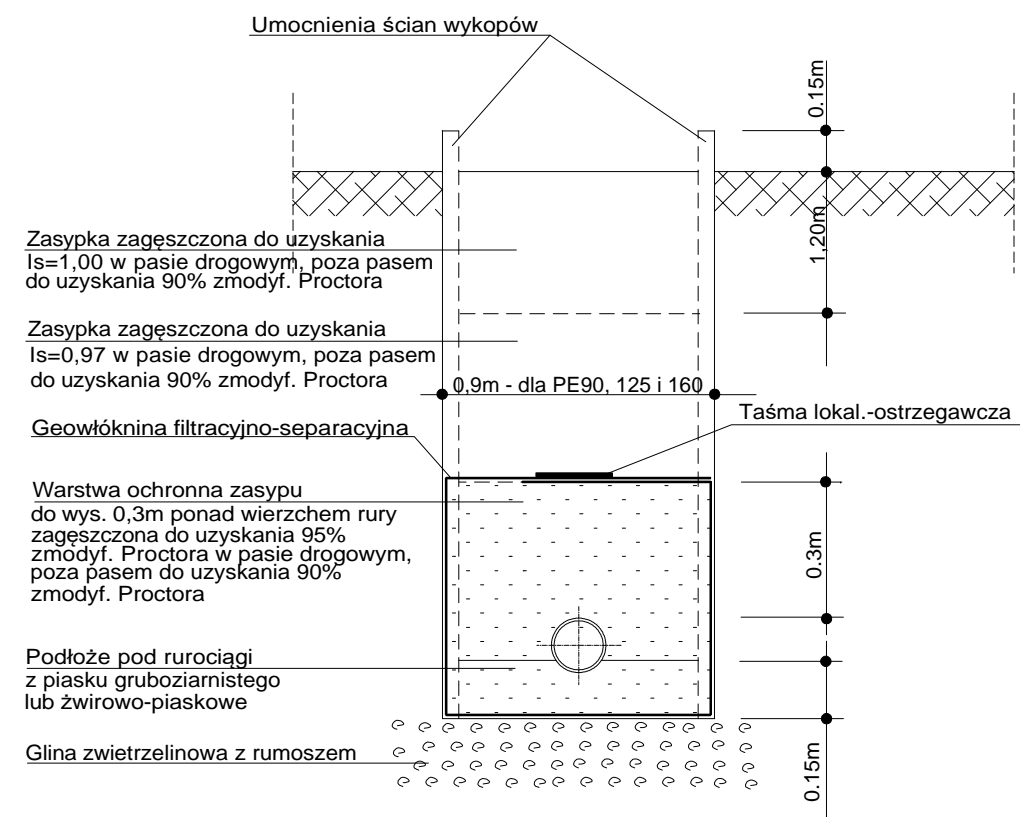 Umocnienia ścian wykopów
0.15m
1,20m
Zasypka zagęszczona do uzyskania
Is=1,00 w pasie drogowym, poza pasem
do uzyskania 90% zmodyf. Proctora
Zasypka zagęszczona do uzyskania
Is=0,97 w pasie drogowym, poza pasem
do uzyskania 90% zmodyf. Proctora
0,9m - dla PE90, 125 i 160
Taśma lokal.-ostrzegawcza
Geowłóknina filtracyjno-separacyjna
Warstwa ochronna zasypu
do wys. 0,3m ponad wierzchem rury
zagęszczona do uzyskania 95%
zmodyf. Proctora w pasie drogowym,
poza pasem do uzyskania 90%
zmodyf. Proctora
0.3m
Podłoże pod rurociągi
z piasku gruboziarnistego
lub żwirowo-piaskowe
Glina zwietrzelinowa z rumoszem
0.15m